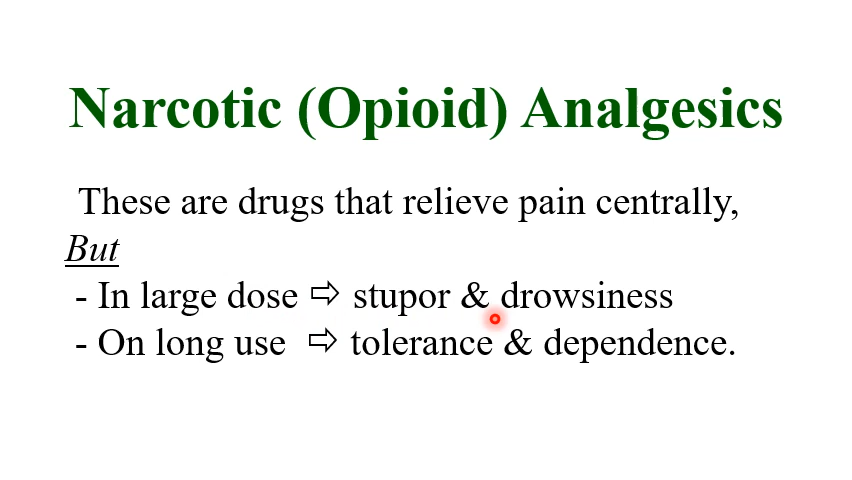 Narcotic (Opioid) Analgesics
These are drugs that relieve pain centrally,
But
- In large dose ⇨ stupor & drowsiness
- On long use ⇨ tolerance & dependence.